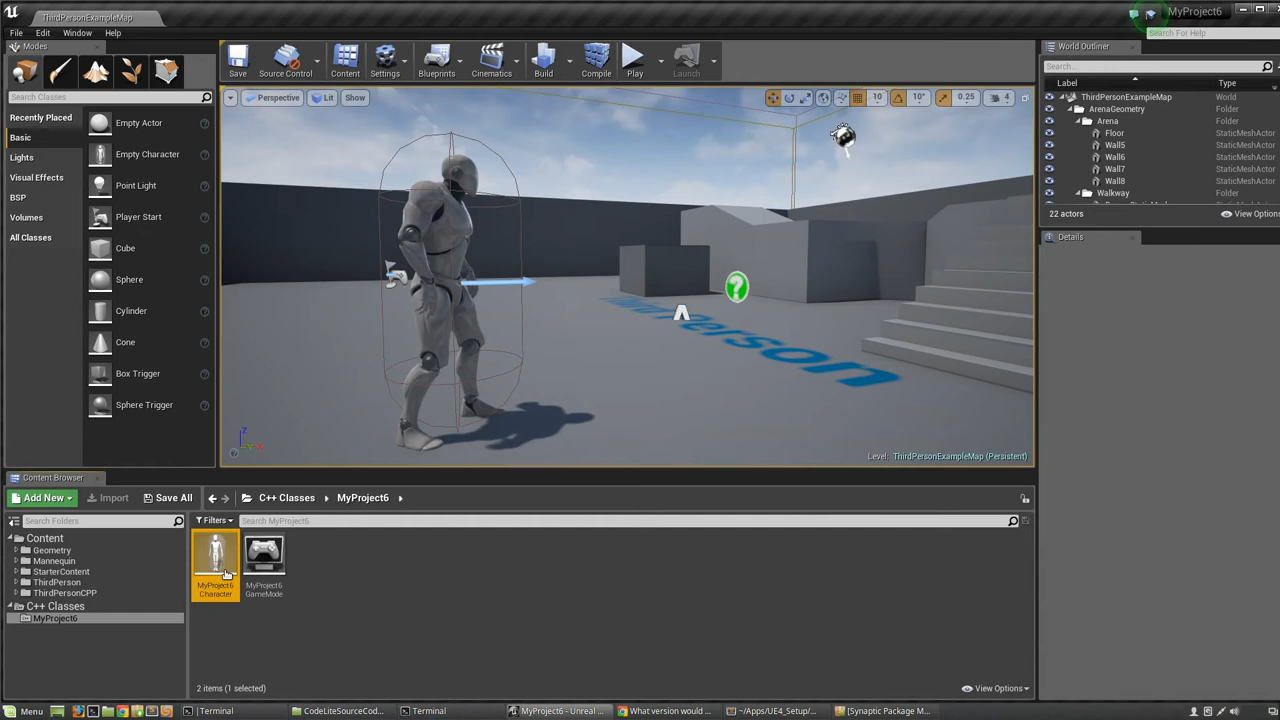 ThirdPersonExampleMap
MyProject6
File Edit Window Help
Search For Help
Modes
Search Classes
Recently Placed
Basic
Lights
Visual Effects
BSP
Volumes
All Classes
Empty Actor
Empty Character
Point Light
Player Start
Cube
Sphere
Cylinder
Cone
Box Trigger
Sphere Trigger
Save
Source Control
Content
Settings
Blueprints
Cinematics
Build
Compile
Play
Launch
Perspective Lit Show
10 10° 0.25 4
ThirdPerson
Level: ThirdPersonExampleMap (Persistent)
World Outliner
Search...
Label Type
ThirdPersonExampleMap World
ArenaGeometry Folder
Arena Folder
Floor StaticMeshActor
Wall5 StaticMeshActor
Wall6 StaticMeshActor
Wall7 StaticMeshActor
Wall8 StaticMeshActor
Walkway Folder
22 actors View Options
Details
Content Browser
Add New Import Save All C++ Classes MyProject6
Search Folders
Filters Search MyProject6
Content
Geometry
Mannequin
StarterContent
ThirdPerson
ThirdPersonCPP
C++ Classes
MyProject6
MyProject6
Character
MyProject6
GameMode
2 items (1 selected) View Options
Menu Terminal CodeLiteSourceCod... Terminal MyProject6 - Unreal ... What version would ... ~/Apps/UE4_Setup/... [Synaptic Package M...